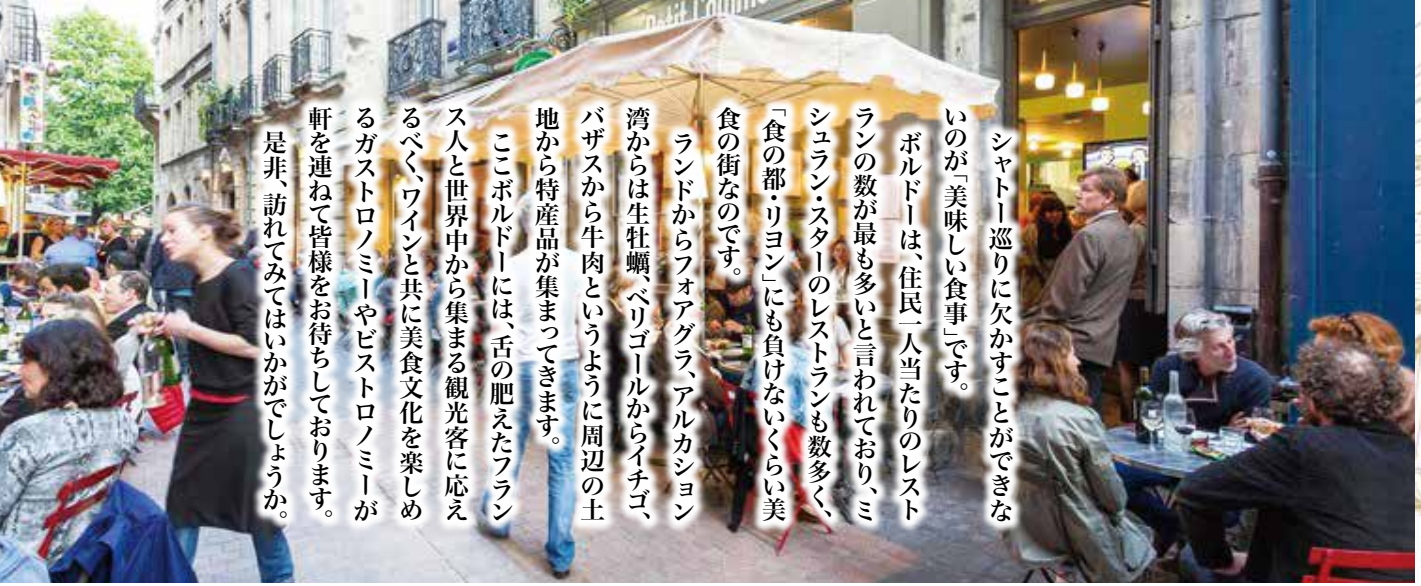 シャトー巡りに欠かすことができな
いのが「美味しい食事」です。
ボルドーは、住民一人当たりのレスト
ランの数が最も多いと言われており、ミ
シュラン・スターのレストランも数多く、
「食の都・リヨン」にも負けないくらい美
食の街なのです。
ランドからフォアグラ、アルカション
湾からは生牡蠣、ペリゴールからイチゴ、
バザスから牛肉というように周辺の土
地から特産品が集まってきます。
ここボルドーには、舌の肥えたフラン
ス人と世界中から集まる観光客に応え
るべく、ワインと共に美食文化を楽しめ
るガストロノミーやビストロノミーが
軒を連ねて皆様をお待ちしております。
是非、訪れてみてはいかがでしょうか。
Petit